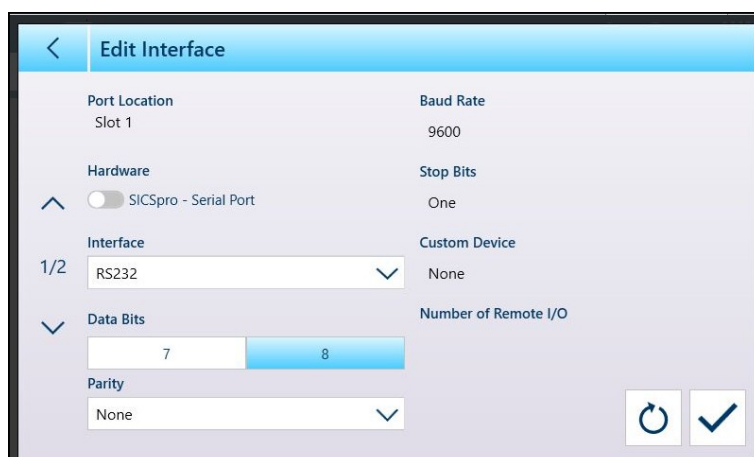 Edit Interface
Port Location
Slot 1
Hardware
SICSpro - Serial Port
Interface
RS232
1/2
Data Bits
7 8
Parity
None
Baud Rate
9600
Stop Bits
One
Custom Device
None
Number of Remote I/O